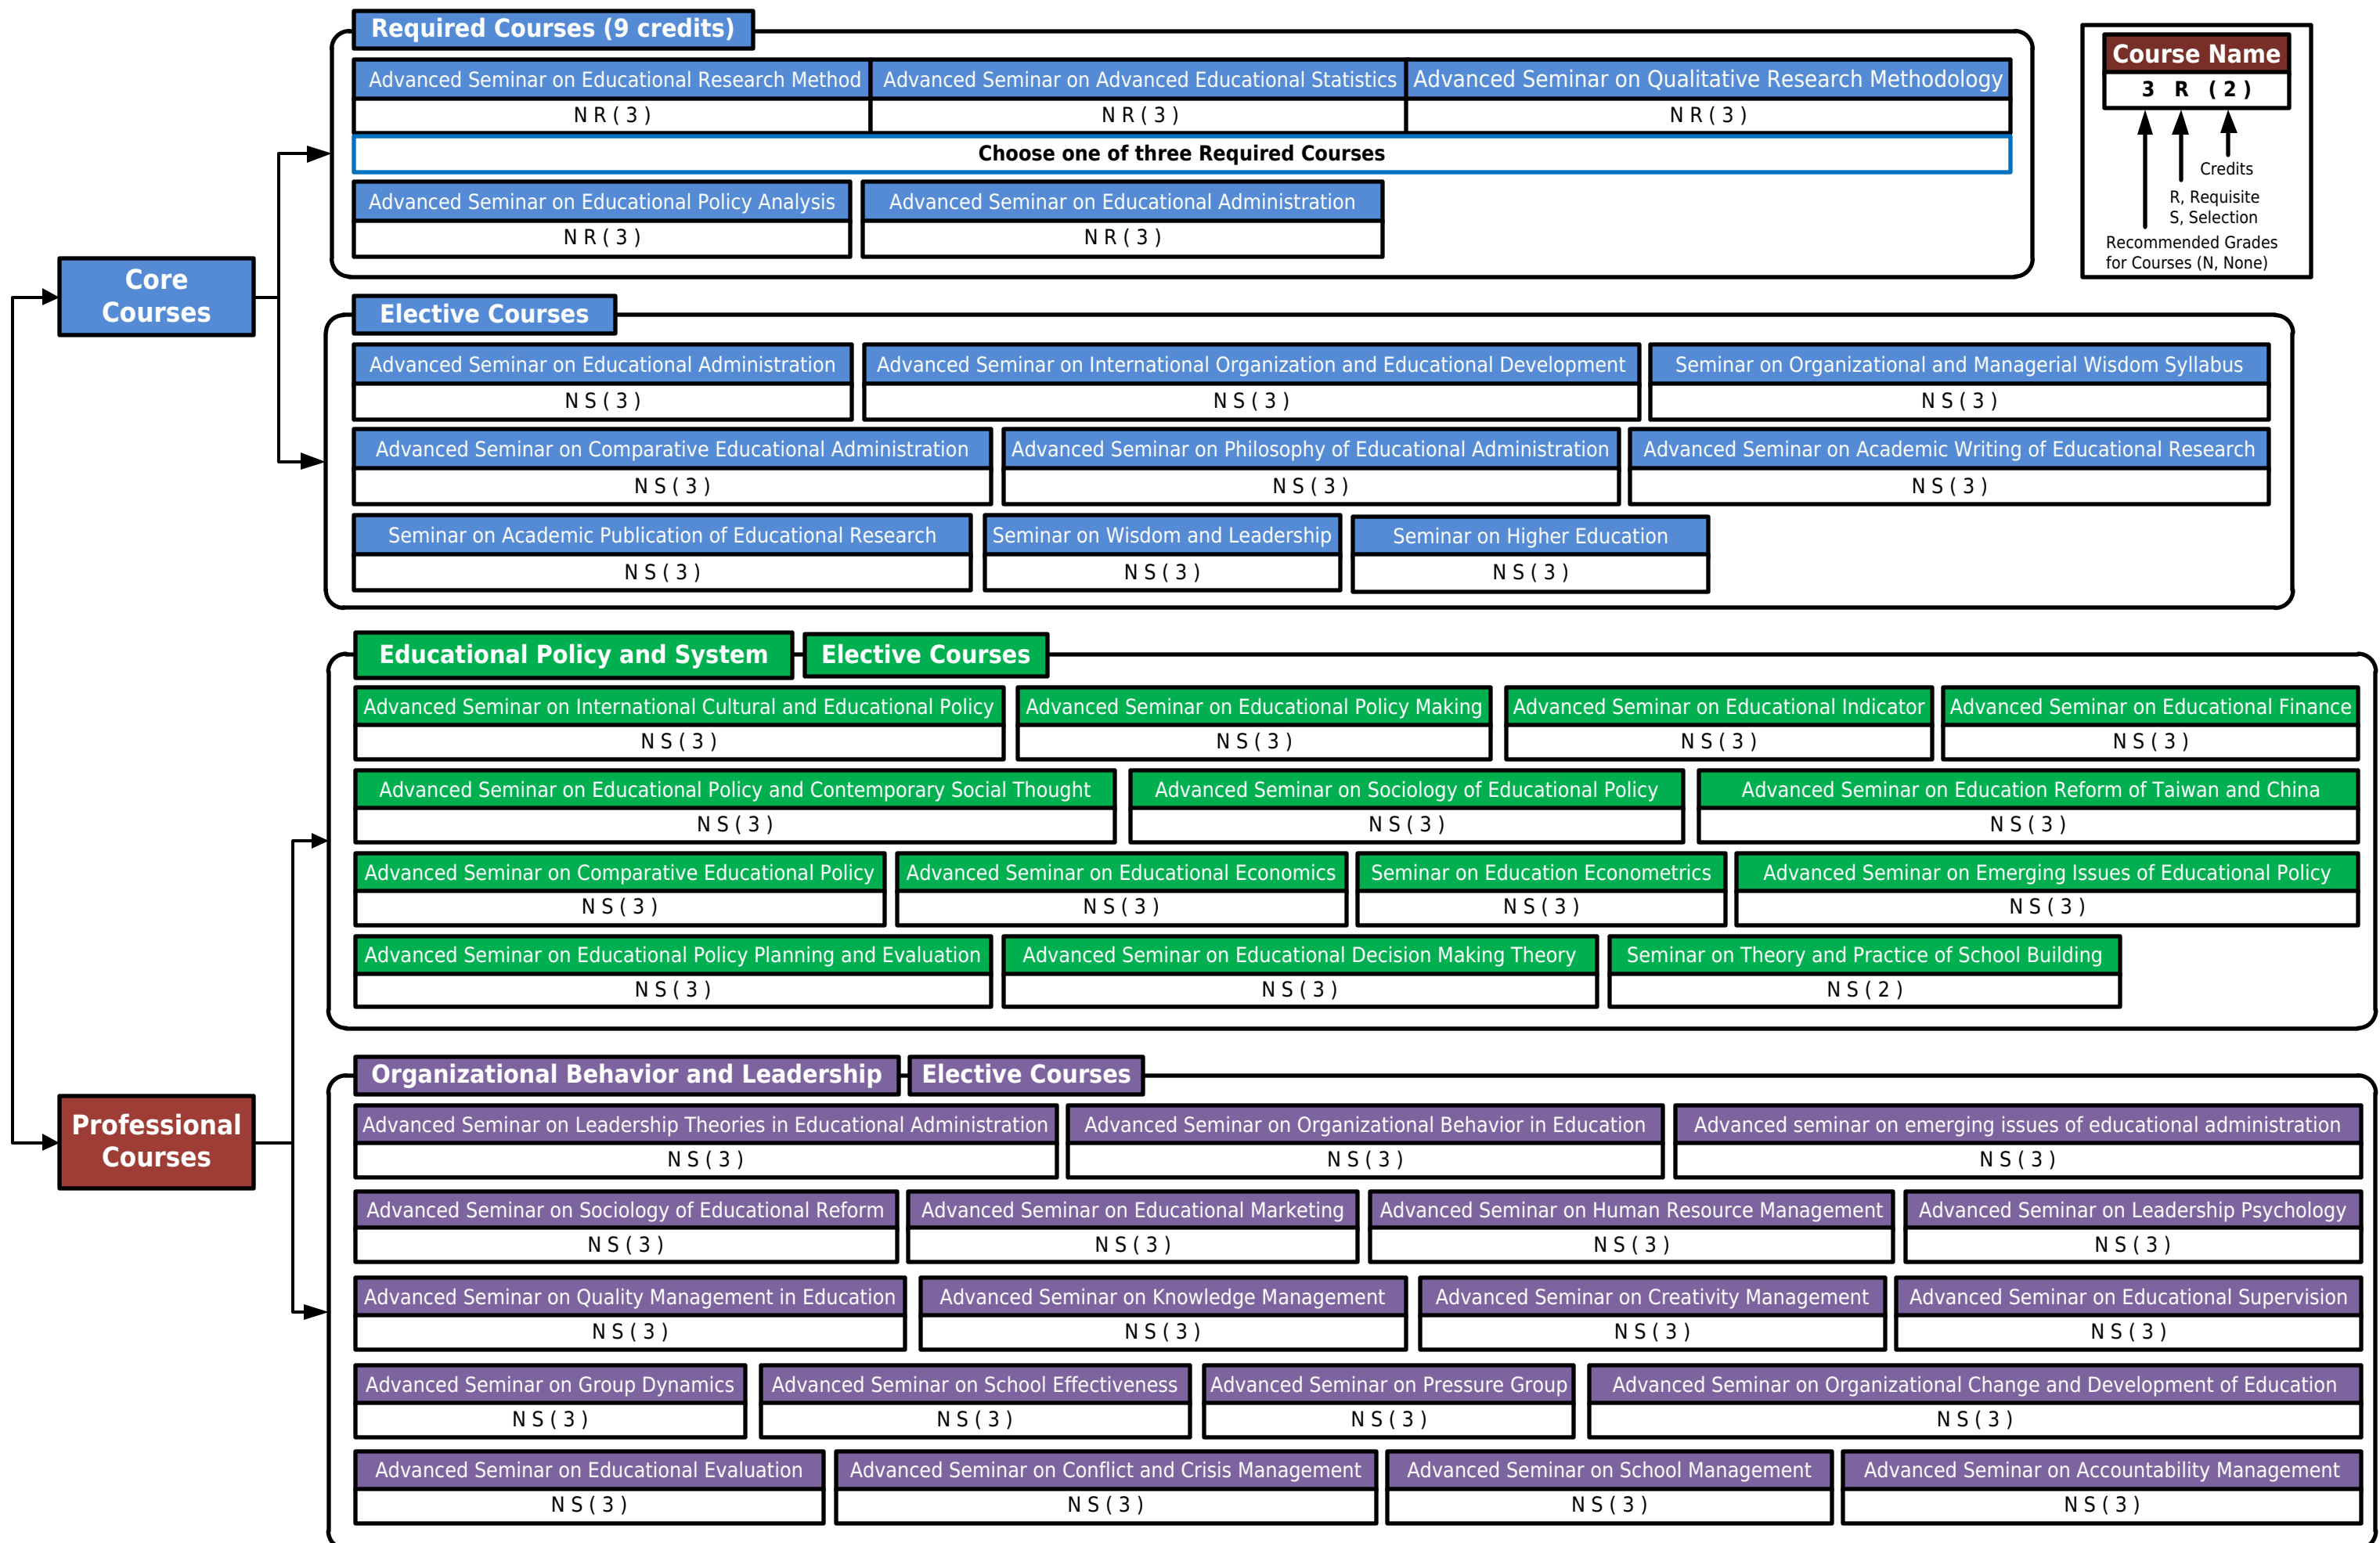 Required Courses (9 credits)
Advanced Seminar on Educational Research Method
Advanced Seminar on Advanced Educational Statistics
Advanced Seminar on Qualitative Research Methodology
N R ( 3 )
N R ( 3 )
N R ( 3 )
Choose one of three Required Courses
Advanced Seminar on Educational Policy Analysis
Advanced Seminar on Educational Administration
N R ( 3 )
N R ( 3 )
Course Name
3 R ( 2 )
Credits
R, Requisite
S, Selection
Recommended Grades
for Courses (N, None)
Core
Courses
Elective Courses
Advanced Seminar on Educational Administration
Advanced Seminar on International Organization and Educational Development
Seminar on Organizational and Managerial Wisdom Syllabus
N S ( 3 )
N S ( 3 )
N S ( 3 )
Advanced Seminar on Comparative Educational Administration
Advanced Seminar on Philosophy of Educational Administration
Advanced Seminar on Academic Writing of Educational Research
N S ( 3 )
N S ( 3 )
N S ( 3 )
Seminar on Academic Publication of Educational Research
Seminar on Wisdom and Leadership
Seminar on Higher Education
N S ( 3 )
N S ( 3 )
N S ( 3 )
Educational Policy and System
Elective Courses
Advanced Seminar on International Cultural and Educational Policy
Advanced Seminar on Educational Policy Making
Advanced Seminar on Educational Indicator
Advanced Seminar on Educational Finance
N S ( 3 )
N S ( 3 )
N S ( 3 )
N S ( 3 )
Advanced Seminar on Educational Policy and Contemporary Social Thought
Advanced Seminar on Sociology of Educational Policy
Advanced Seminar on Education Reform of Taiwan and China
N S ( 3 )
N S ( 3 )
N S ( 3 )
Advanced Seminar on Comparative Educational Policy
Advanced Seminar on Educational Economics
Seminar on Education Econometrics
Advanced Seminar on Emerging Issues of Educational Policy
N S ( 3 )
N S ( 3 )
N S ( 3 )
N S ( 3 )
Advanced Seminar on Educational Policy Planning and Evaluation
Advanced Seminar on Educational Decision Making Theory
Seminar on Theory and Practice of School Building
N S ( 3 )
N S ( 3 )
N S ( 2 )
Professional
Courses
Organizational Behavior and Leadership
Elective Courses
Advanced Seminar on Leadership Theories in Educational Administration
Advanced Seminar on Organizational Behavior in Education
Advanced seminar on emerging issues of educational administration
N S ( 3 )
N S ( 3 )
N S ( 3 )
Advanced Seminar on Sociology of Educational Reform
Advanced Seminar on Educational Marketing
Advanced Seminar on Human Resource Management
Advanced Seminar on Leadership Psychology
N S ( 3 )
N S ( 3 )
N S ( 3 )
N S ( 3 )
Advanced Seminar on Quality Management in Education
Advanced Seminar on Knowledge Management
Advanced Seminar on Creativity Management
Advanced Seminar on Educational Supervision
N S ( 3 )
N S ( 3 )
N S ( 3 )
N S ( 3 )
Advanced Seminar on Group Dynamics
Advanced Seminar on School Effectiveness
Advanced Seminar on Pressure Group
Advanced Seminar on Organizational Change and Development of Education
N S ( 3 )
N S ( 3 )
N S ( 3 )
N S ( 3 )
Advanced Seminar on Educational Evaluation
Advanced Seminar on Conflict and Crisis Management
Advanced Seminar on School Management
Advanced Seminar on Accountability Management
N S ( 3 )
N S ( 3 )
N S ( 3 )
N S ( 3 )